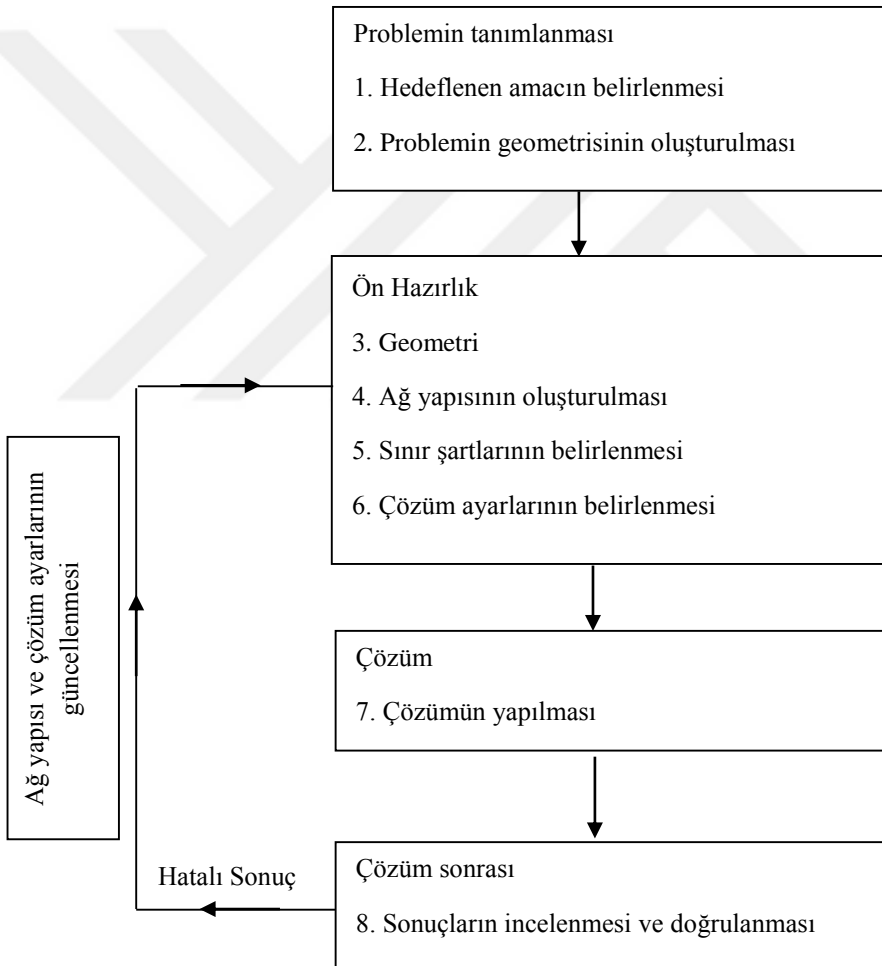 Problemin tanımlanması
1. Hedeflenen amacın belirlenmesi
2. Problemin geometrisinin oluşturulması
Ön Hazırlık
3. Geometri
4. Ağ yapısının oluşturulması
5. Sınır şartlarının belirlenmesi
6. Çözüm ayarlarının belirlenmesi
Ağ yapısı ve çözüm ayarlarının
güncellenmesi
Çözüm
7. Çözümün yapılması
Hatalı Sonuç
Çözüm sonrası
8. Sonuçların incelenmesi ve doğrulanması